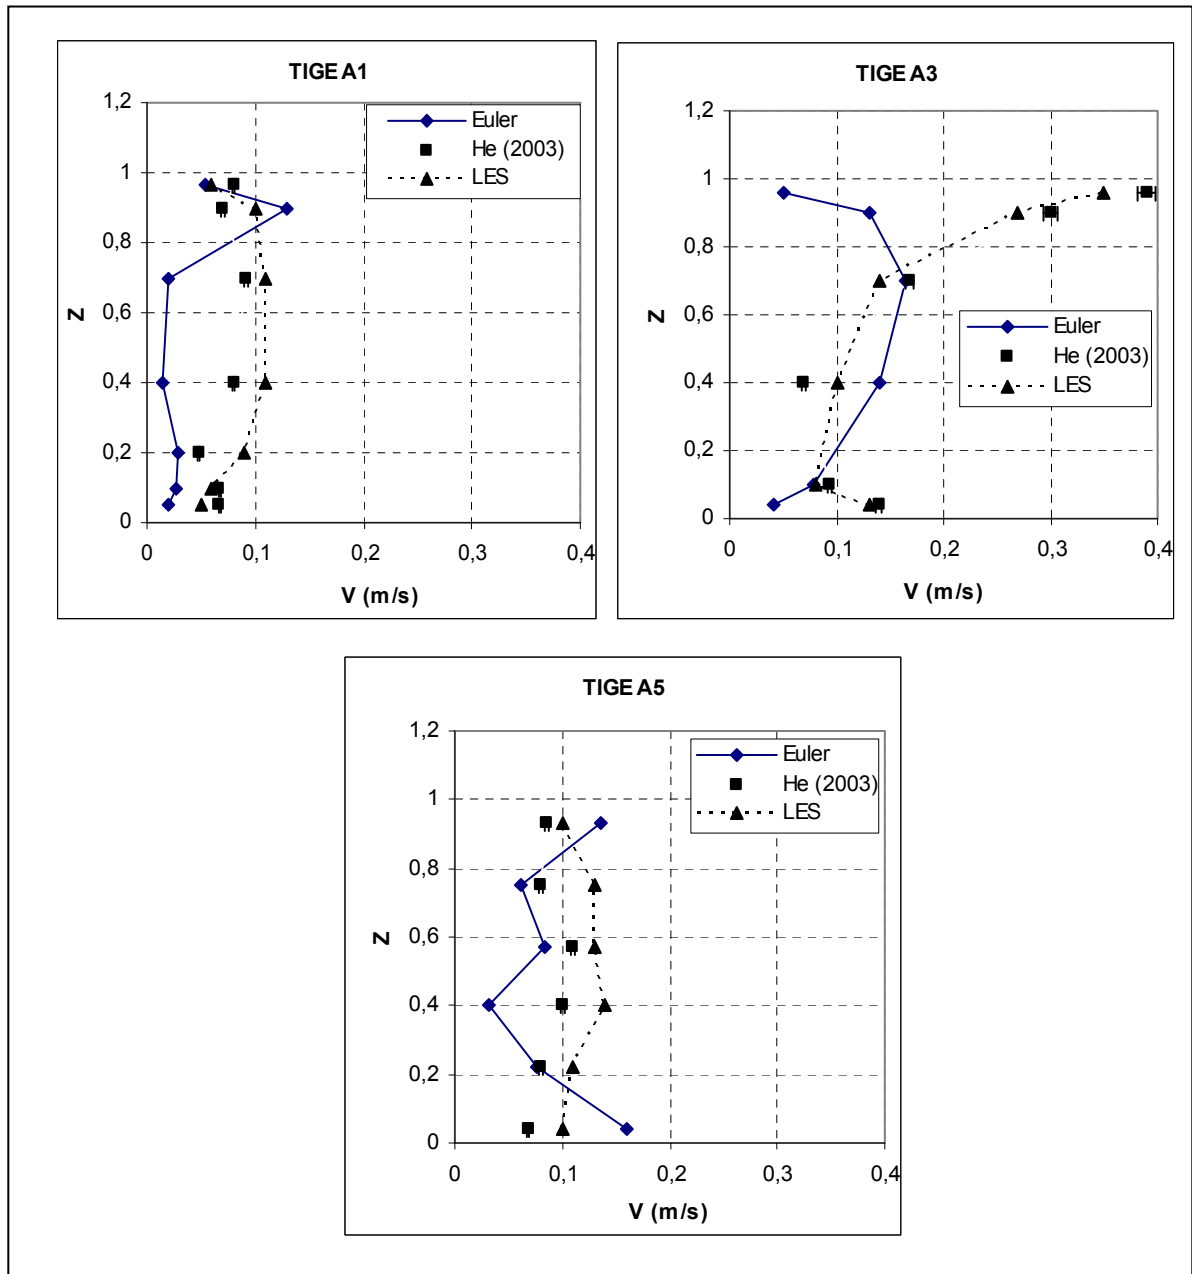 TIGE A1
1,2
1
0,8
0,6
0,4
0,2
0
Z
Euler
He (2003)
LES
0 0,1 0,2 0,3 0,4
V (m/s)
TIGE A3
1,2
1
0,8
0,6
0,4
0,2
0
Z
Euler
He (2003)
LES
0 0,1 0,2 0,3 0,4
V (m/s)
TIGE A5
1,2
1
0,8
0,6
0,4
0,2
0
Z
Euler
He (2003)
LES
0 0,1 0,2 0,3 0,4
V (m/s)